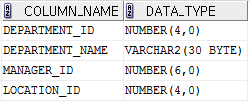 COLUMN_NAME DATA_TYPE
DEPARTMENT_ID NUMBER(4,0)
DEPARTMENT_NAME VARCHAR2(30 BYTE)
MANAGER_ID NUMBER(6,0)
LOCATION_ID NUMBER(4,0)